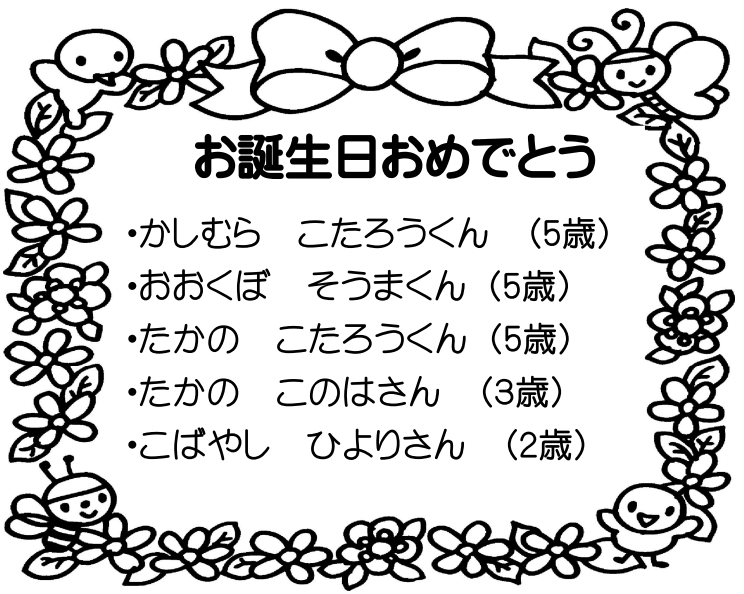 お誕生日おめでとう
・かしむら　こたろうくん　（5歳）
・おおくぼ　そうまくん（5歳）
・たかの　こたろうくん（5歳）
・たかの　このはさん　（3歳）
・こばやし　ひよりさん　（2歳）